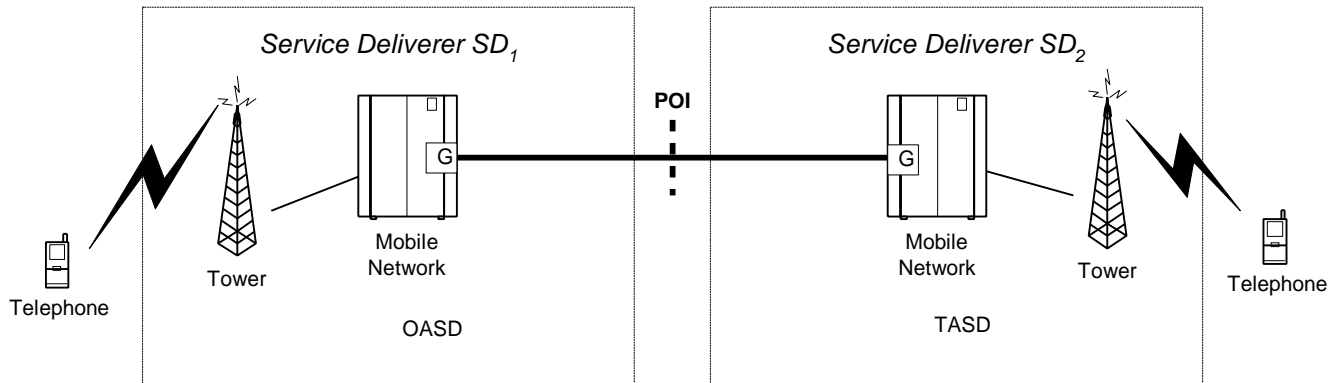 Service Deliverer SD1
Service Deliverer SD2
POI
G
G
Mobile
Network
Mobile
Network
Tower
Tower
Telephone
Telephone
OASD
TASD